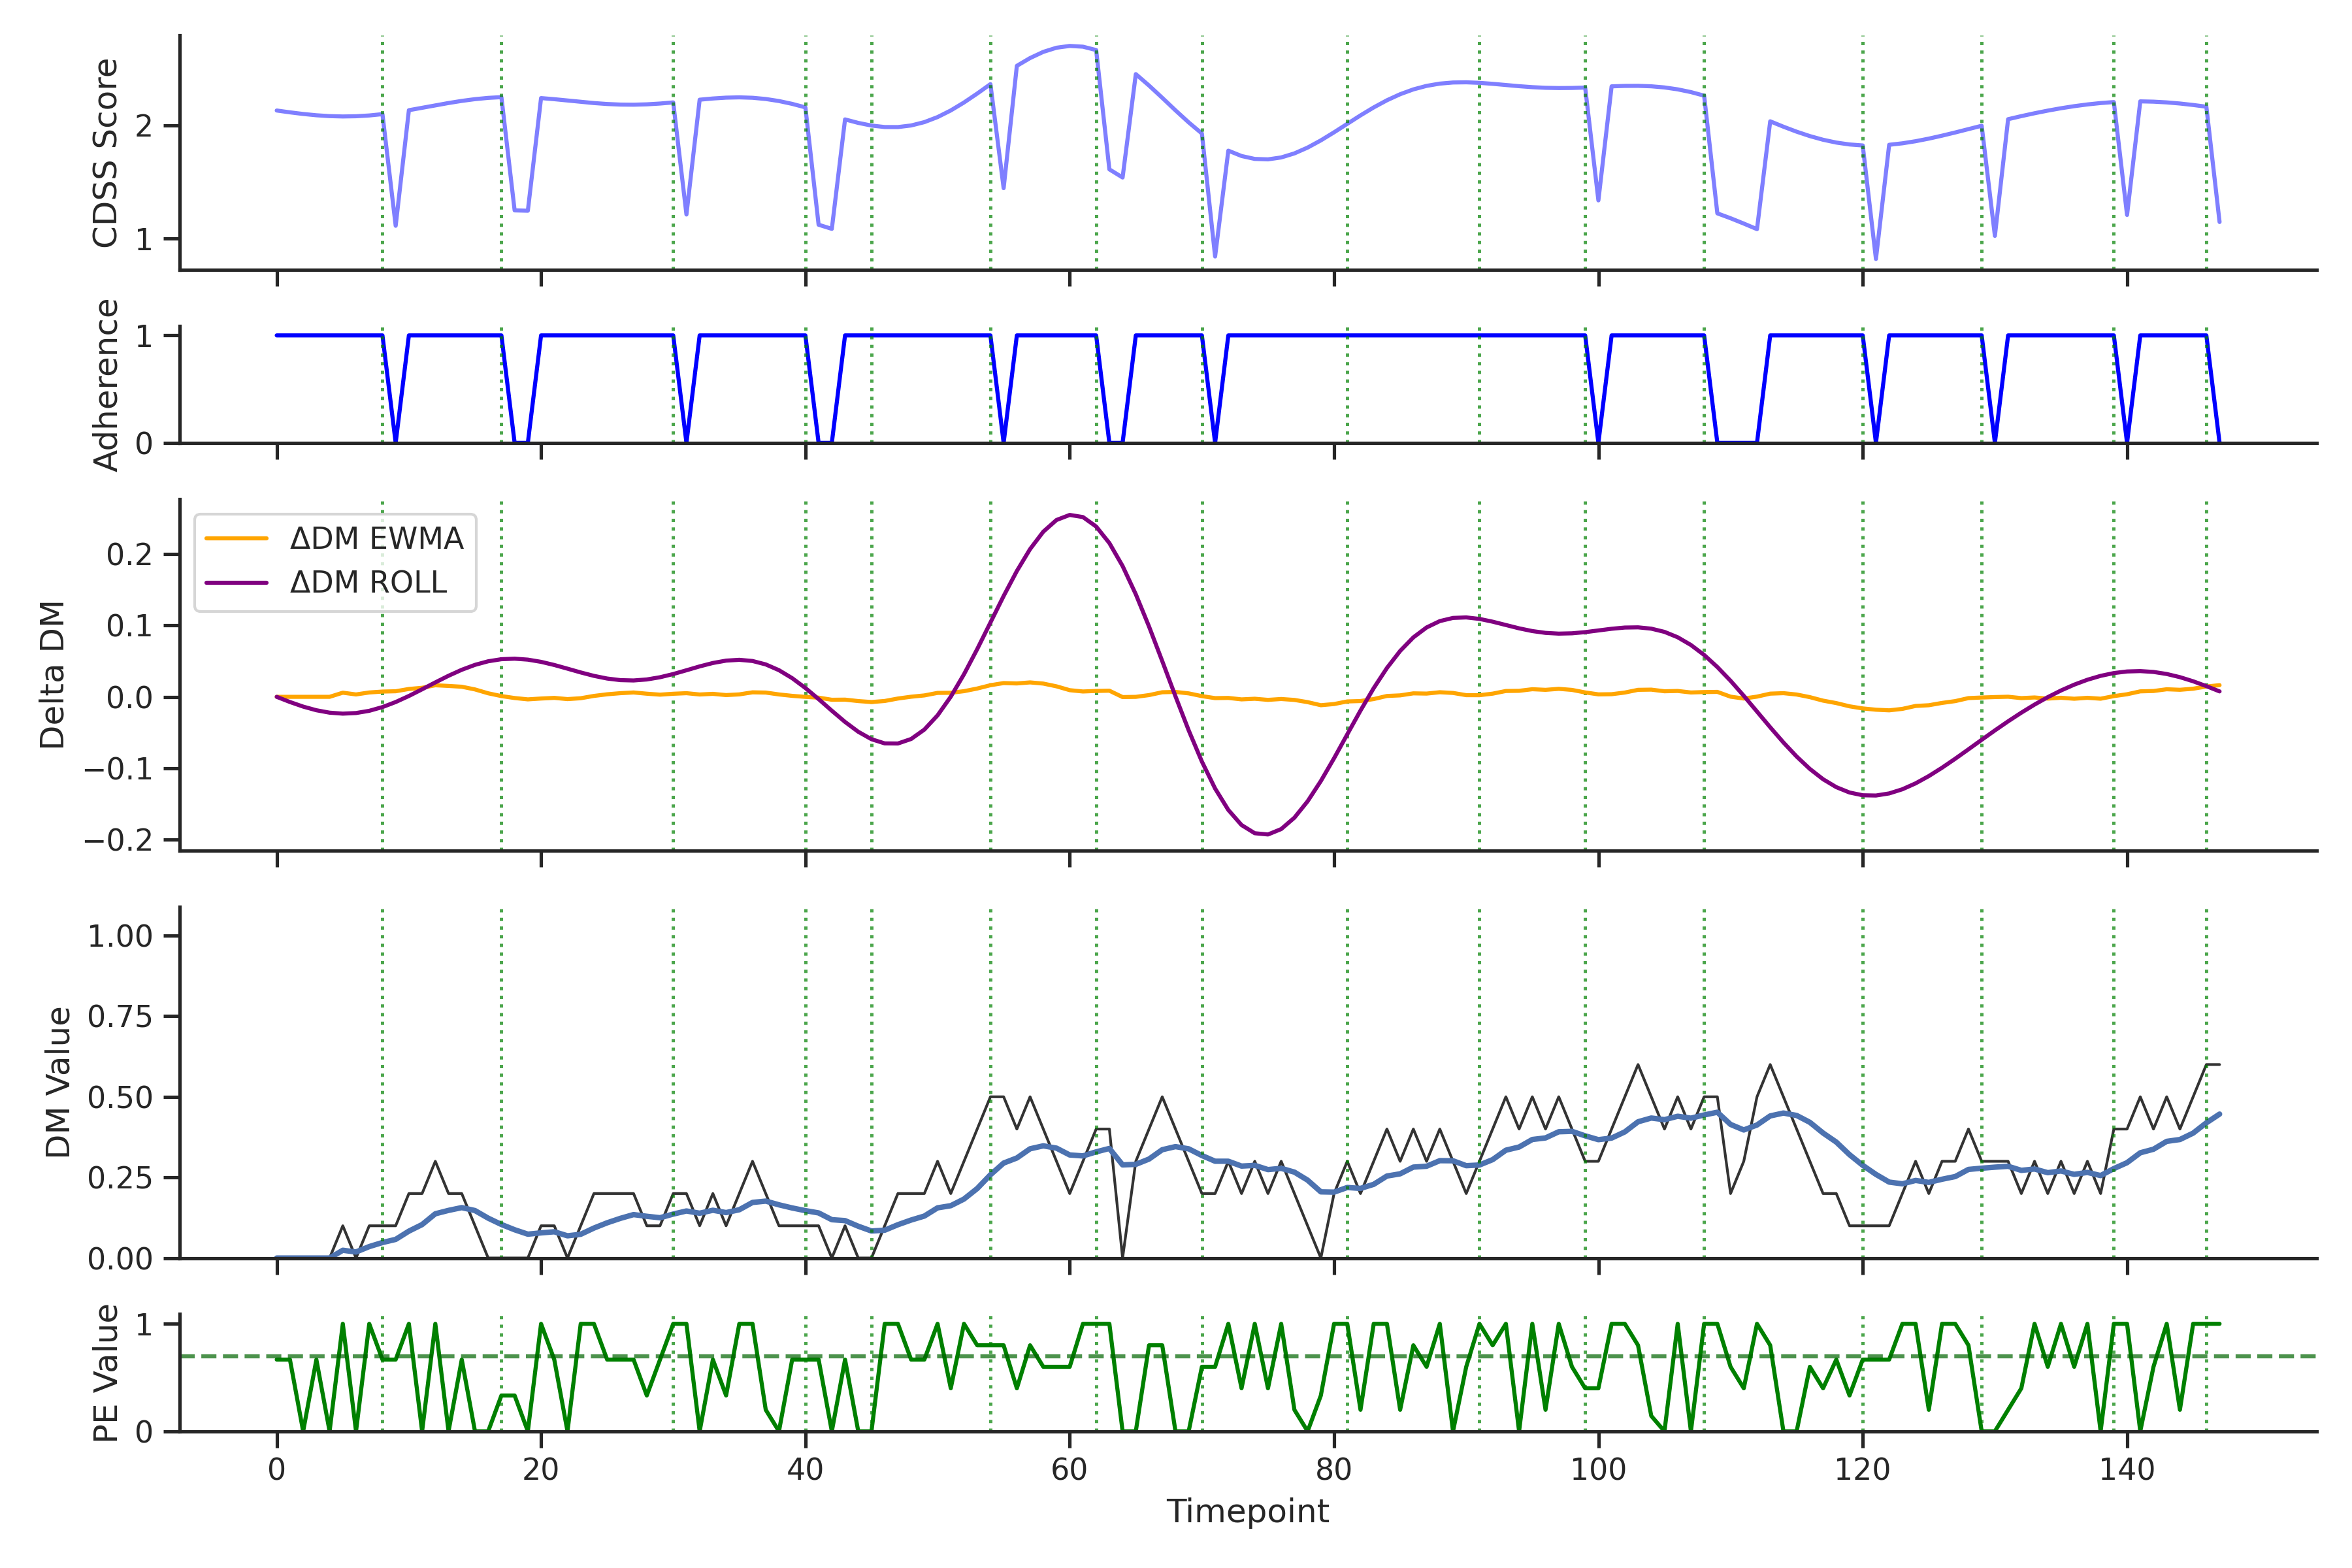 CDSS Score
2
1
Adherence
1
0
Delta DM
ΔDM EWMA
ΔDM ROLL
0.2
0.1
0.0
−0.1
−0.2
DM Value
1.00
0.75
0.50
0.25
0.00
PE Value
1
0
0 20 40 60 80 100 120 140
Timepoint